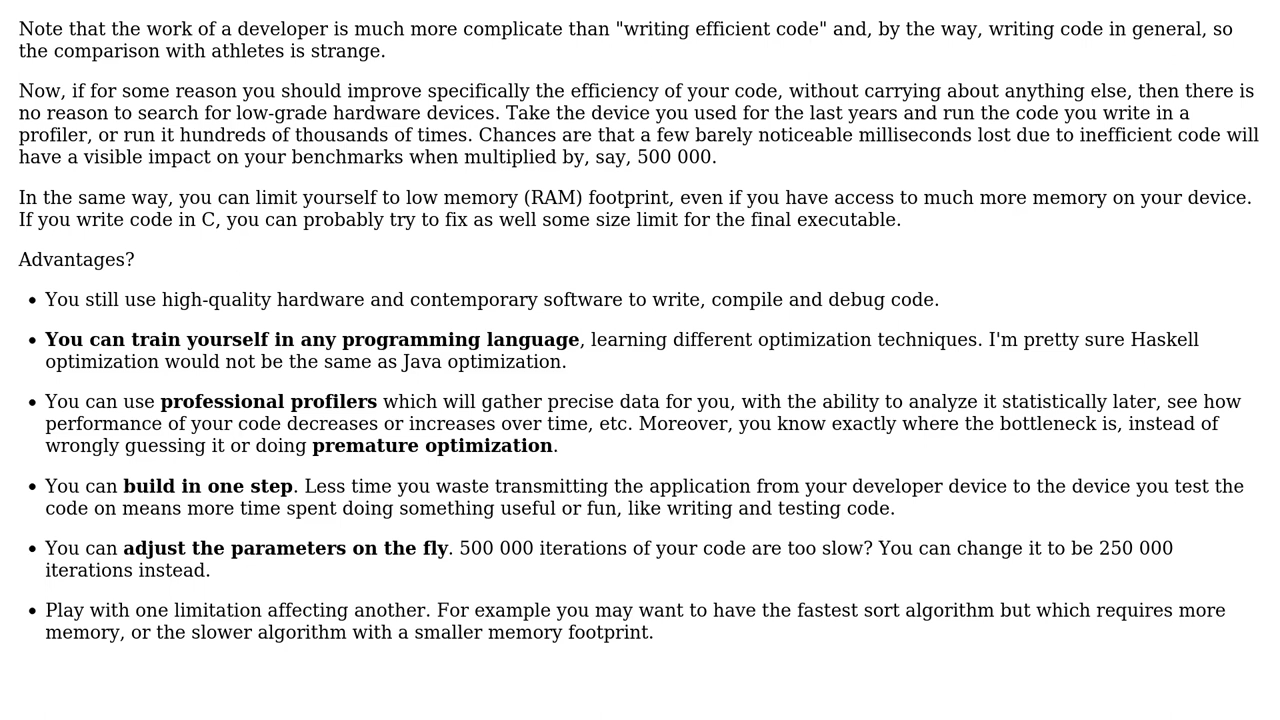 Note that the work of a developer is much more complicate than "writing efficient code" and, by the way, writing code in general, so
the comparison with athletes is strange.
Now, if for some reason you should improve specifically the efficiency of your code, without carrying about anything else, then there is
no reason to search for low-grade hardware devices. Take the device you used for the last years and run the code you write in a
profiler, or run it hundreds of thousands of times. Chances are that a few barely noticeable milliseconds lost due to inefficient code will
have a visible impact on your benchmarks when multiplied by, say, 500 000.
In the same way, you can limit yourself to low memory (RAM) footprint, even if you have access to much more memory on your device.
If you write code in C, you can probably try to fix as well some size limit for the final executable.
Advantages?
• You still use high-quality hardware and contemporary software to write, compile and debug code.
• You can train yourself in any programming language, learning different optimization techniques. I'm pretty sure Haskell
optimization would not be the same as Java optimization.
• You can use professional profilers which will gather precise data for you, with the ability to analyze it statistically later, see how
performance of your code decreases or increases over time, etc. Moreover, you know exactly where the bottleneck is, instead of
wrongly guessing it or doing premature optimization.
• You can build in one step. Less time you waste transmitting the application from your developer device to the device you test the
code on means more time spent doing something useful or fun, like writing and testing code.
• You can adjust the parameters on the fly. 500 000 iterations of your code are too slow? You can change it to be 250 000
iterations instead.
• Play with one limitation affecting another. For example you may want to have the fastest sort algorithm but which requires more
memory, or the slower algorithm with a smaller memory footprint.